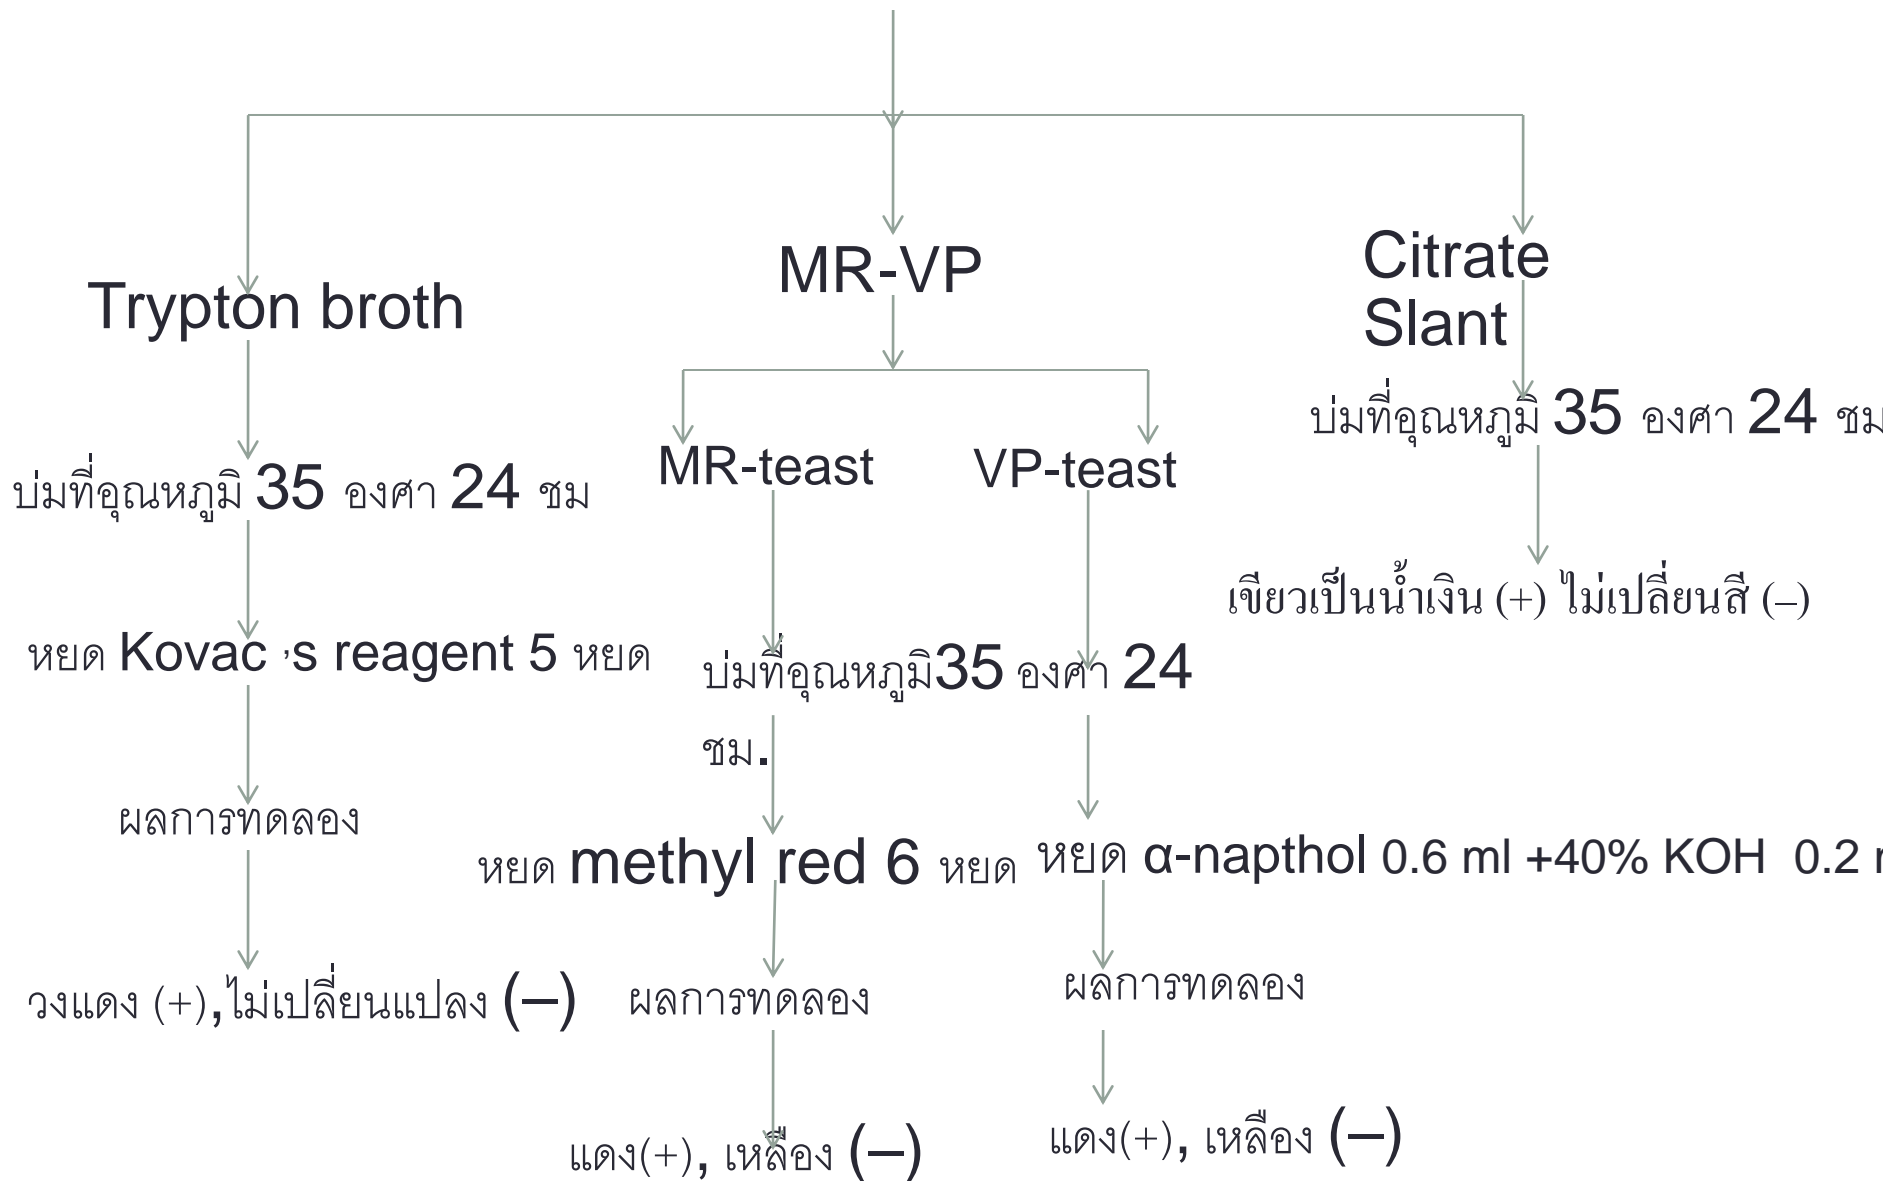 MR-VP
Citrate
Slant
Trypton broth
บ่มที่อุณหภูมิ 35 องศา 24 ชม
MR-teast
VP-teast
บ่มที่อุณหภูมิ 35 องศา 24 ชม
เขียวเป็นน้ำเงิน (+) ไม่เปลี่ยนสี (–)
หยด Kovac ’s reagent 5 หยด
บ่มที่อุณหภูมิ35 องศา 24
ชม.
ผลการทดลอง
หยด methyl red 6 หยด
หยด α-napthol 0.6 ml +40% KOH 0.2
วงแดง (+),ไม่เปลี่ยนแปลง (–)
ผลการทดลอง
ผลการทดลอง
แดง(+), เหลือง (–)
แดง(+), เหลือง (–)